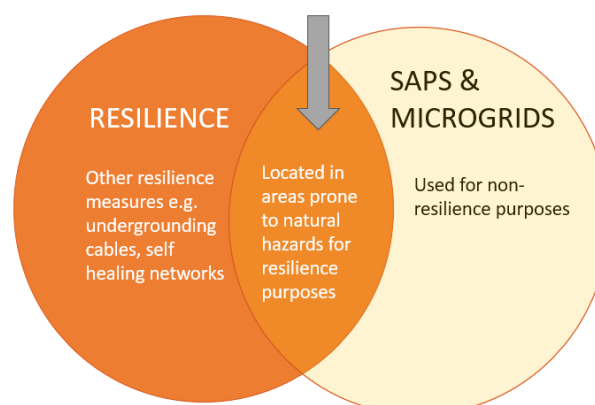 RESILIENCE
Other resilience
measures e.g.
undergrounding
cables, self
healing networks
Located in
areas prone
to natural
hazards for
resilience
purposes
SAPS &
MICROGRIDS
Used for non-
resilience purposes